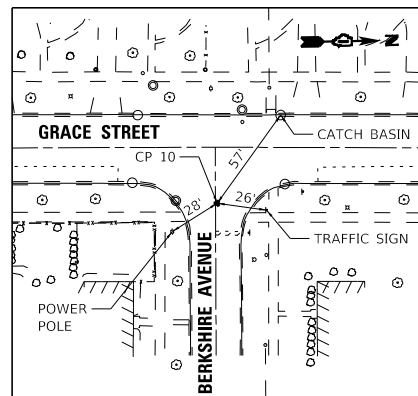 N
GRACE STREET
CATCH BASIN
CP 10
57'
28'
26'
TRAFFIC SIGN
POWER
POLE
BERKSHIRE AVENUE